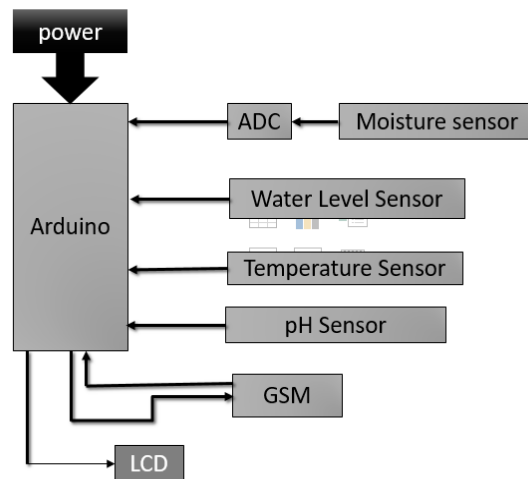 power
ADC
Moisture sensor
Water Level Sensor
Arduino
Temperature Sensor
pH Sensor
GSM
LCD